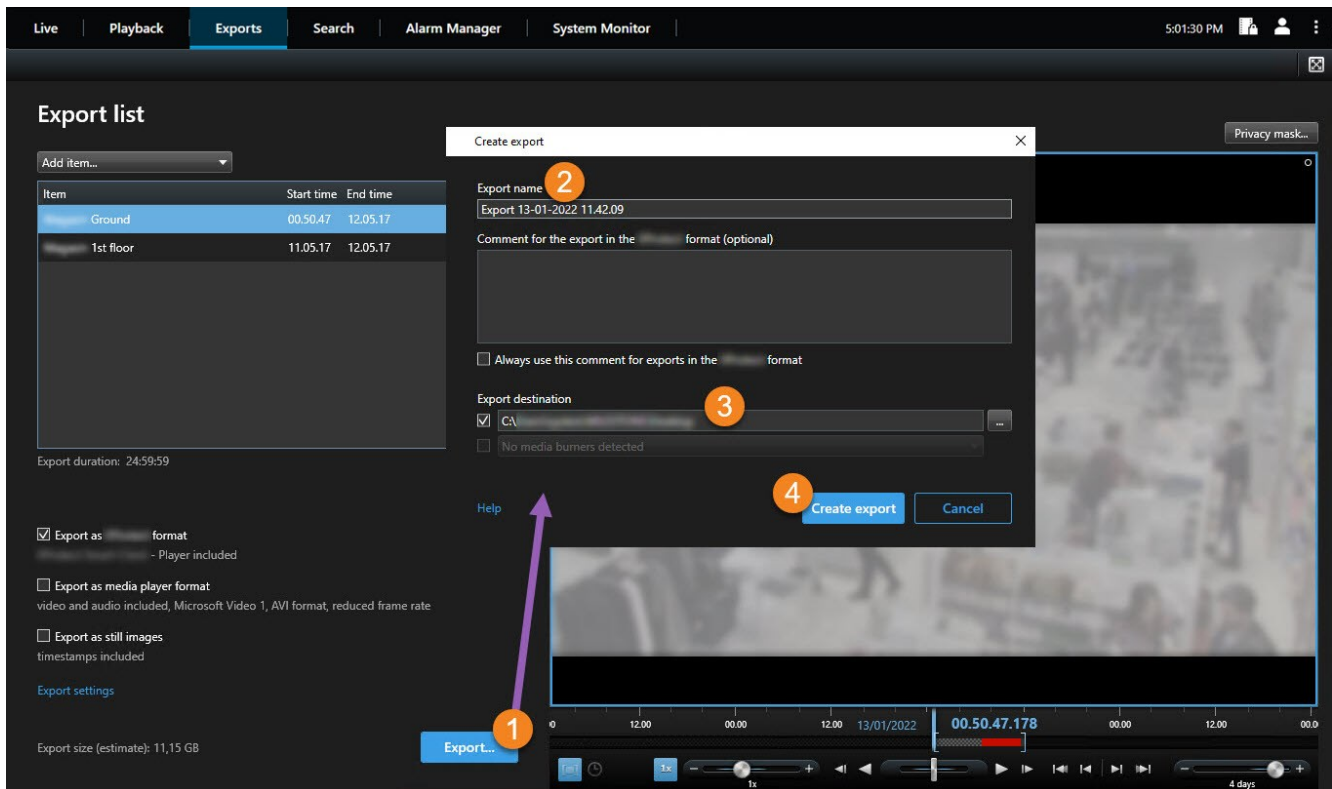 Live Playback Exports Search Alarm Manager System Monitor 5:01:30 PM
Export list
Privacy mask...
Create export
Add item...
Item Start time End time
Ground 00.50.47 12.05.17
1st floor 11.05.17 12.05.17
Export name 2
Export 13-01-2022 11.42.09
Comment for the export in the format (optional)
Always use this comment for exports in the format
Export destination
3
C:\ ...
No media burners detected
Export duration: 24:59:59
Help
4
Create export Cancel
Export as format
- Player included
Export as media player format
video and audio included, Microsoft Video 1, AVI format, reduced frame rate
Export as still images
timestamps included
Export settings
1
Export size (estimate): 11,15 GB
Export...
12.00 00.00 12.00 13/01/2022 00.50.47.178 00.00 12.00 00.0
1x
1x
4 days